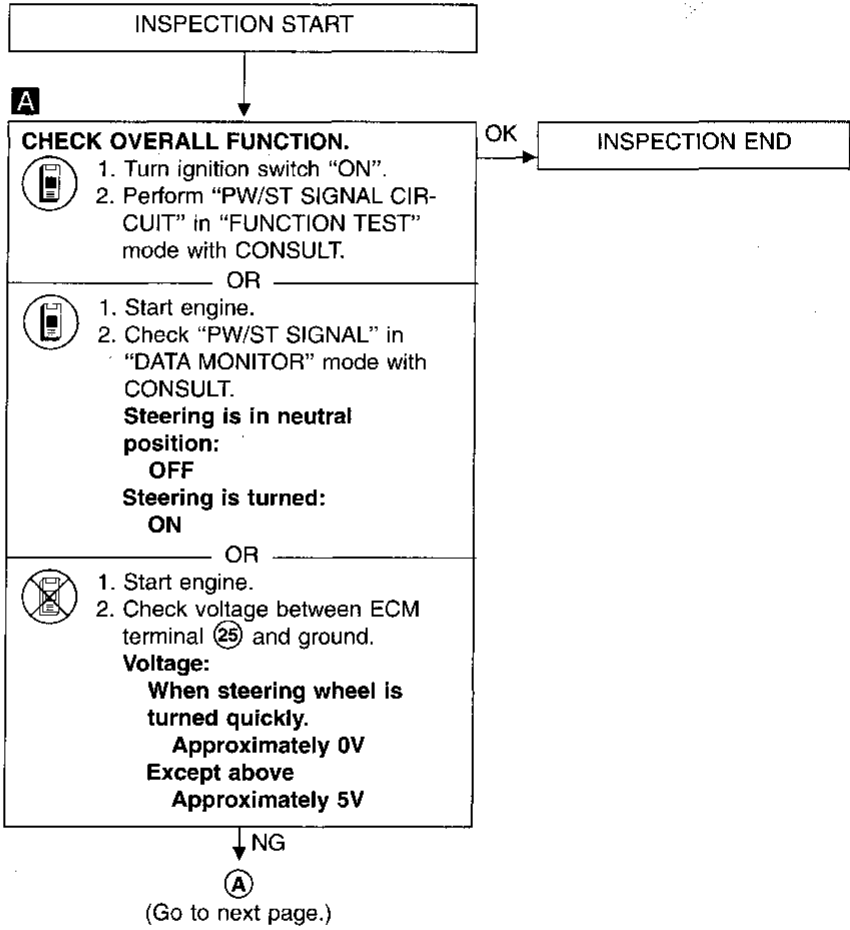 INSPECTION START
A
CHECK OVERALL FUNCTION.
1. Turn ignition switch “ON”.
2. Perform “PW/ST SIGNAL CIR-
CUIT” in “FUNCTION TEST”
mode with CONSULT.
OR
1. Start engine.
2. Check “PW/ST SIGNAL” in
“DATA MONITOR” mode with
CONSULT.
Steering is in neutral
position:
OFF
Steering is turned:
ON
OR
1. Start engine.
2. Check voltage between ECM
terminal 25 and ground.
Voltage:
When steering wheel is
turned quickly.
Approximately 0V
Except above
Approximately 5V
OK
INSPECTION END
NG
A
(Go to next page.)